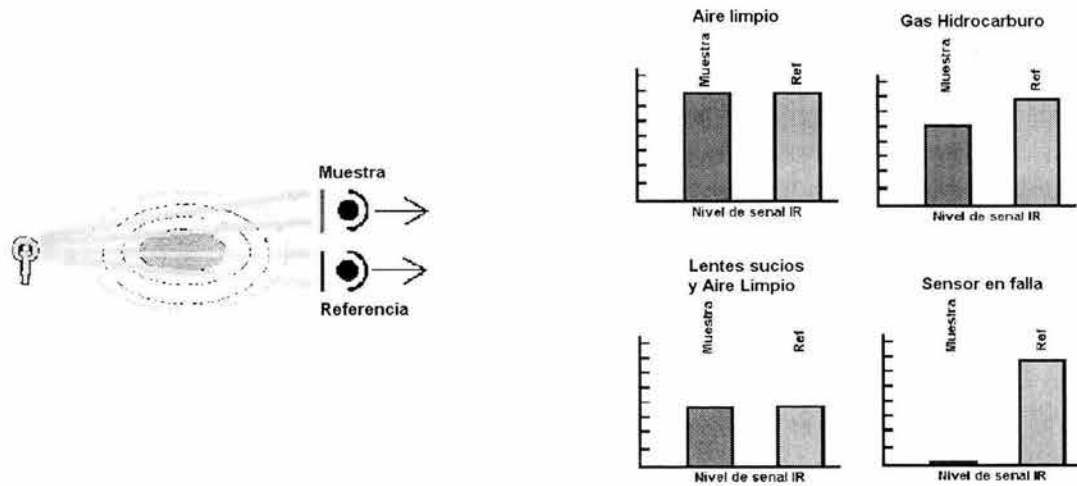 Muestra
Referencia
Aire limpio
Muestra
Ref
Nivel de senal IR
Gas Hidrocarburo
Muestra
Ref
Nivel de senal IR
Lentes sucios
y Aire Limpio
Muestra
Ref
Nivel de senal IR
Sensor en falla
Muestra
Ref
Nivel de senal IR